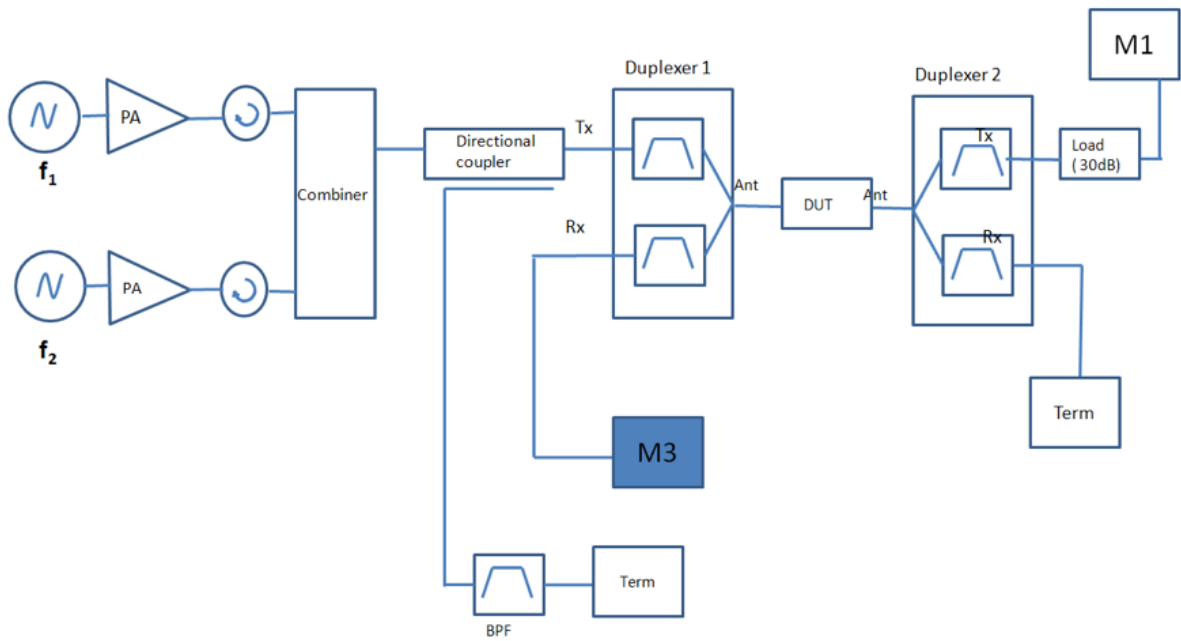 M1
Duplexer 1
Duplexer 2
PA
f1
Combiner
Directional
coupler
Tx
Tx
Load
( 30dB)
Ant
DUT
Ant
Rx
Rx
PA
f2
Term
M3
Term
BPF